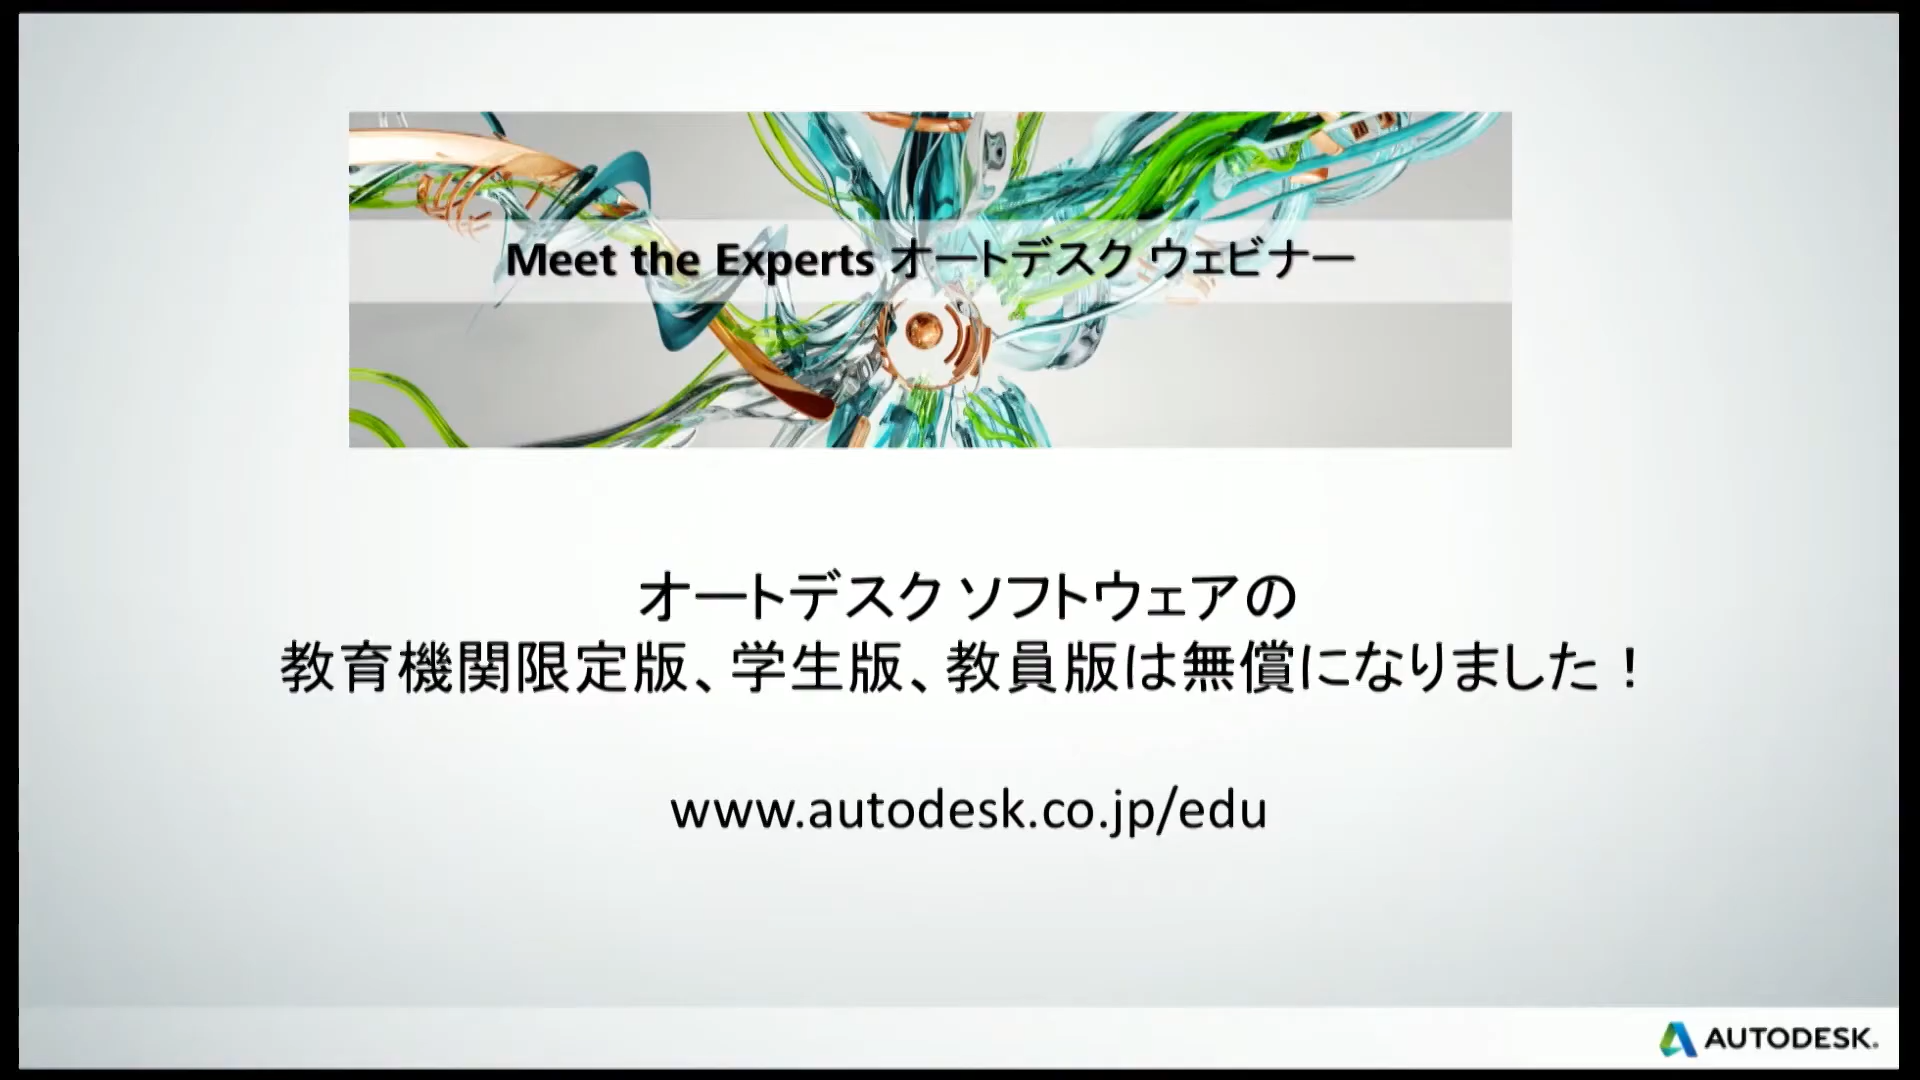 Meet the Experts オートデスク ウェビナー
オートデスク ソフトウェアの
教育機関限定版、学生版、教員版は無償になりました！
www.autodesk.co.jp/edu
AUTODESK.